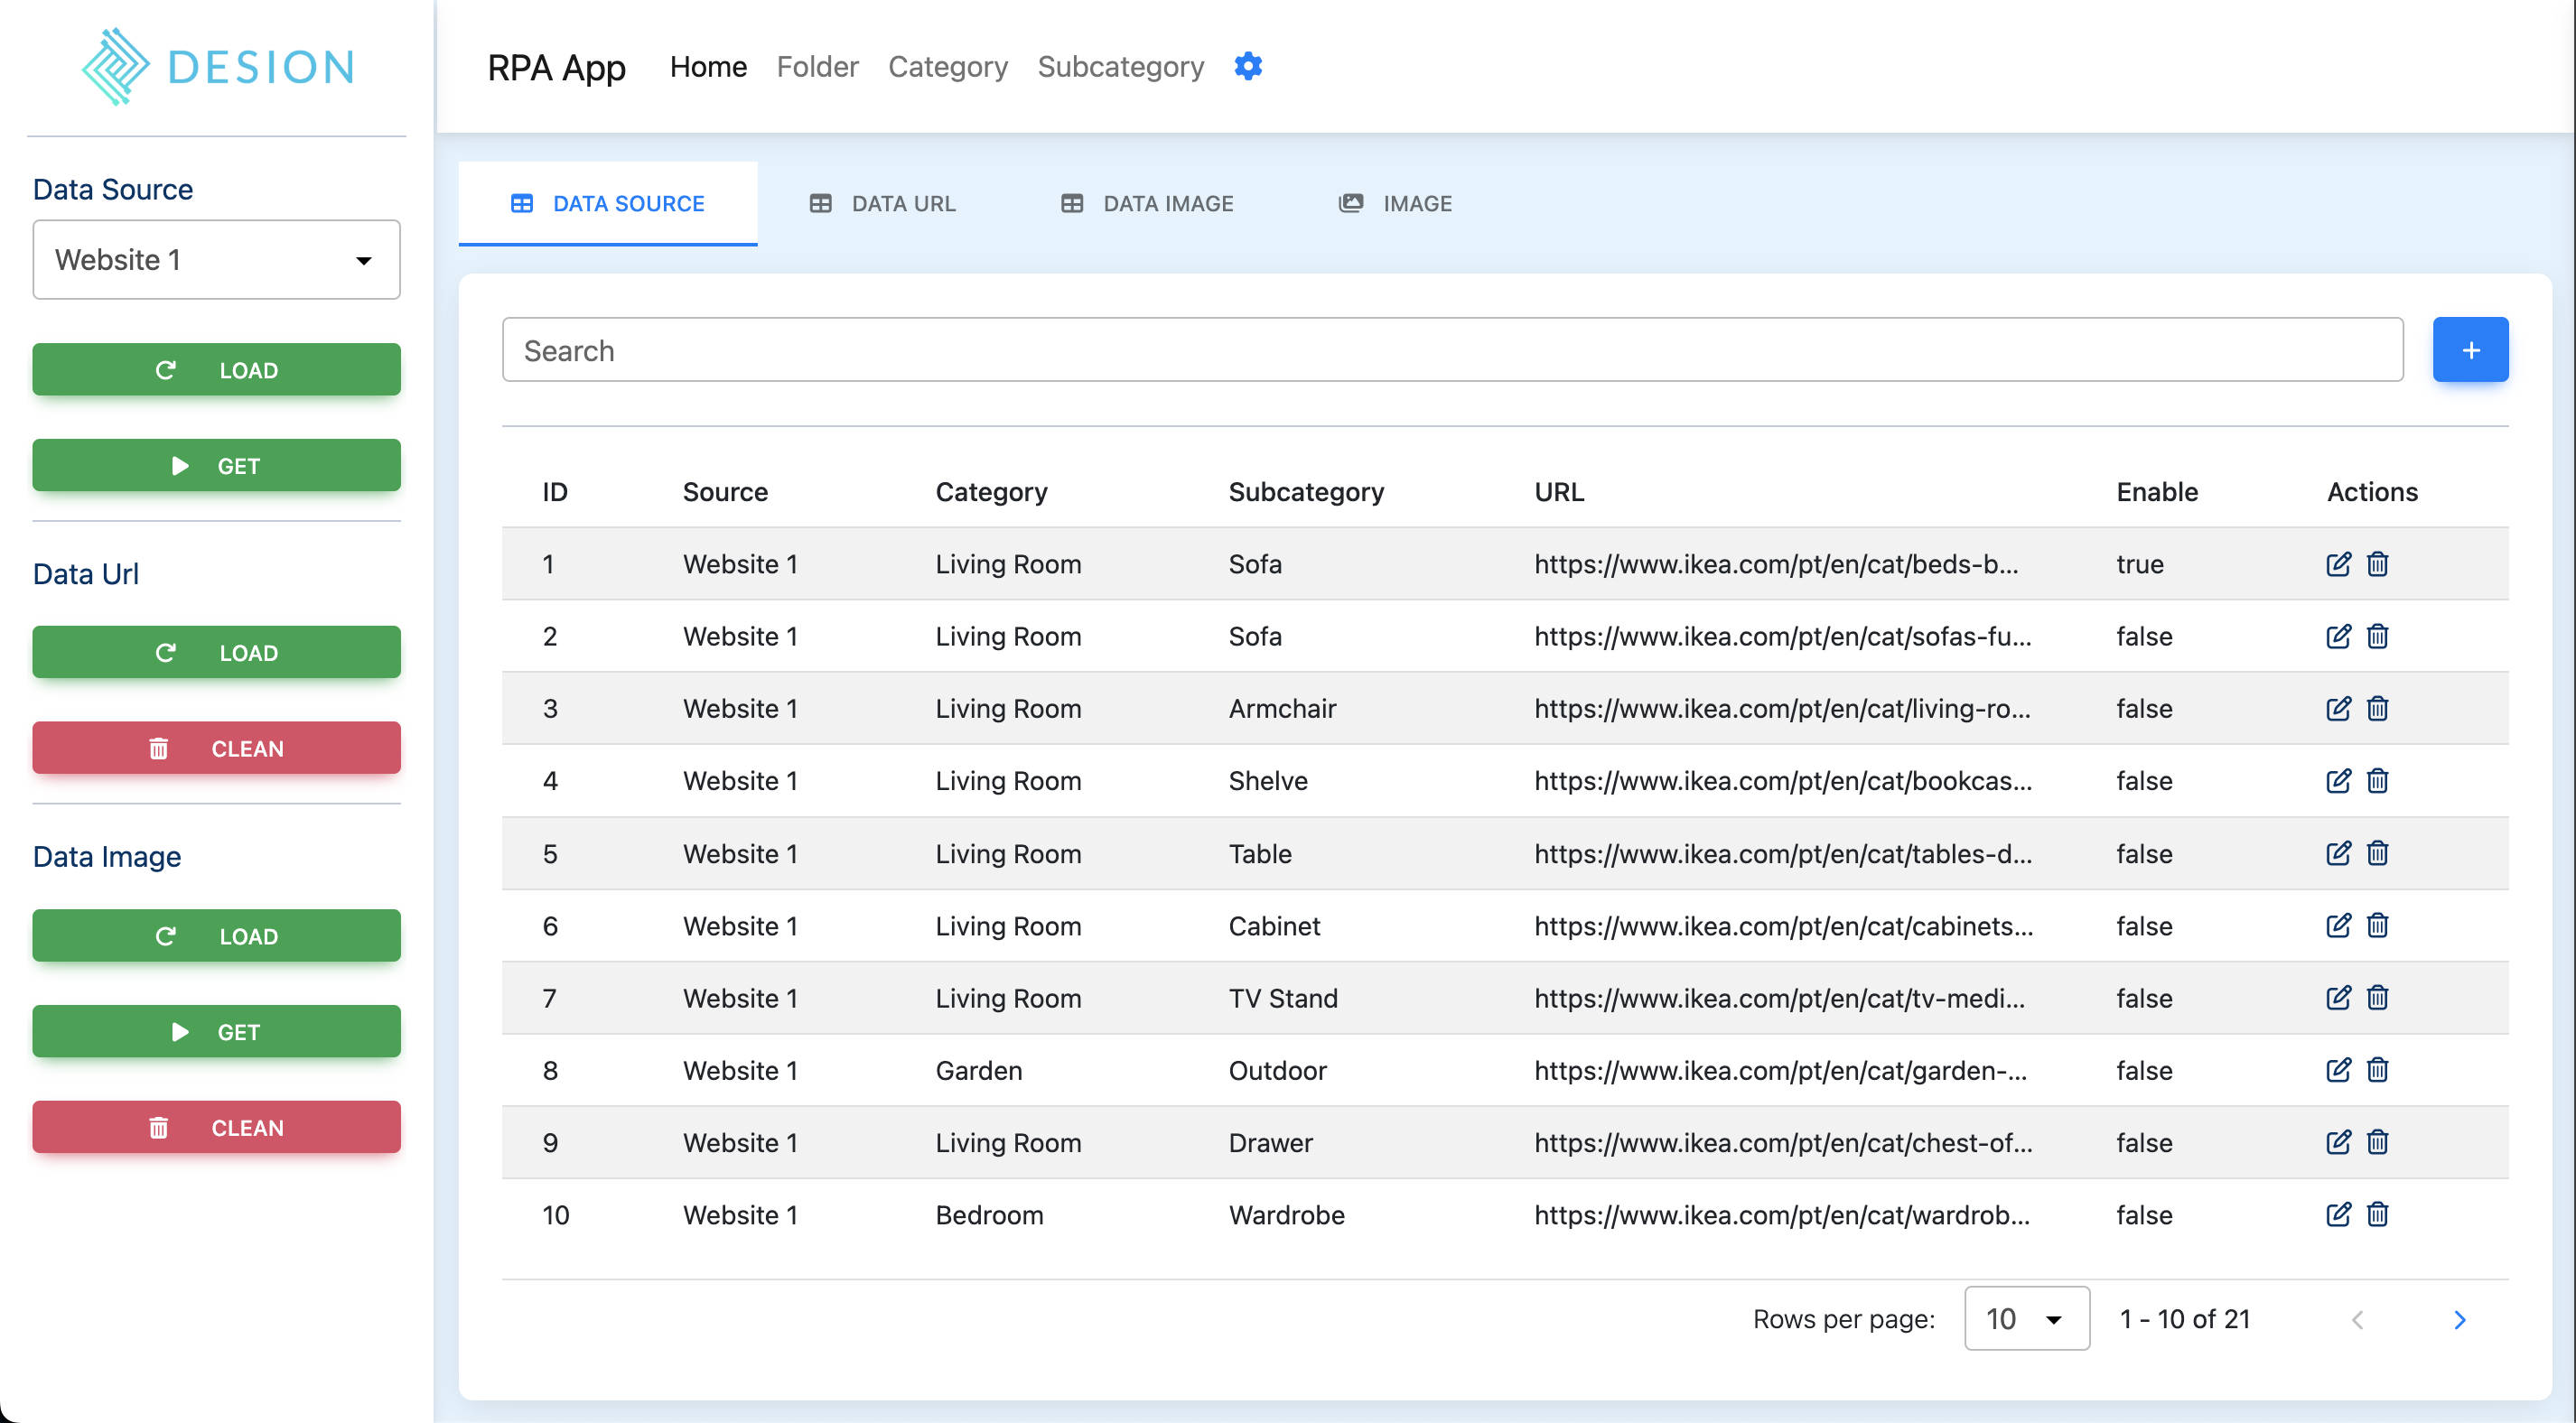 DESION
RPA App Home Folder Category Subcategory
Data Source
Website 1
LOAD
GET
Data Url
LOAD
CLEAN
Data Image
LOAD
GET
CLEAN
DATA SOURCE DATA URL DATA IMAGE IMAGE
Search
+
ID Source Category Subcategory URL Enable Actions
1 Website 1 Living Room Sofa https://www.ikea.com/pt/en/cat/beds-b... true
2 Website 1 Living Room Sofa https://www.ikea.com/pt/en/cat/sofas-fu... false
3 Website 1 Living Room Armchair https://www.ikea.com/pt/en/cat/living-ro... false
4 Website 1 Living Room Shelve https://www.ikea.com/pt/en/cat/bookcas... false
5 Website 1 Living Room Table https://www.ikea.com/pt/en/cat/tables-d... false
6 Website 1 Living Room Cabinet https://www.ikea.com/pt/en/cat/cabinets... false
7 Website 1 Living Room TV Stand https://www.ikea.com/pt/en/cat/tv-medi... false
8 Website 1 Garden Outdoor https://www.ikea.com/pt/en/cat/garden-... false
9 Website 1 Living Room Drawer https://www.ikea.com/pt/en/cat/chest-of... false
10 Website 1 Bedroom Wardrobe https://www.ikea.com/pt/en/cat/wardrob... false
Rows per page: 10 1 - 10 of 21